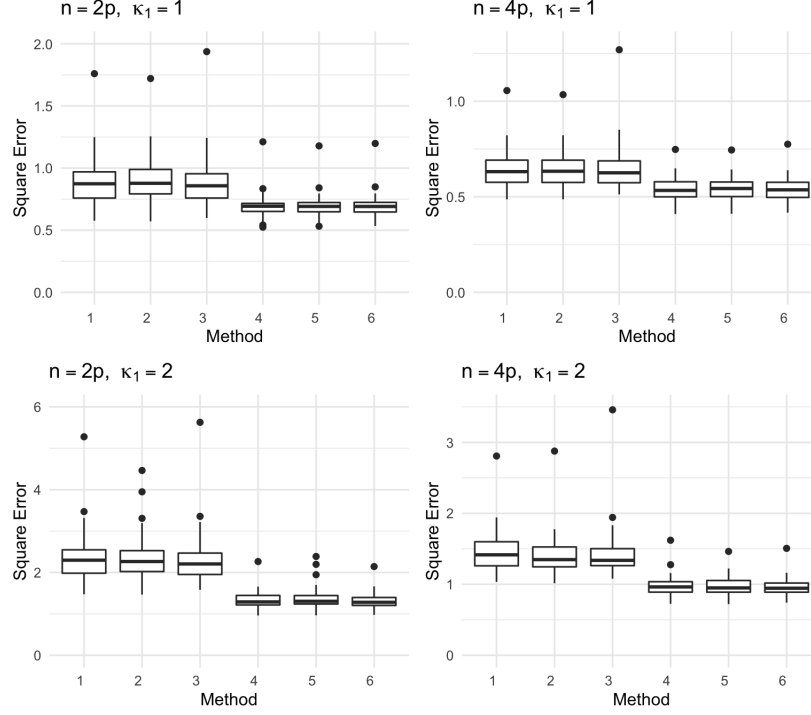 n = 2p, κ1 = 1
Square Error
2.0
1.5
1.0
0.5
0.0
1 2 3 4 5 6
Method
n = 4p, κ1 = 1
Square Error
1.0
0.5
0.0
1 2 3 4 5 6
Method
n = 2p, κ1 = 2
Square Error
6
4
2
0
1 2 3 4 5 6
Method
n = 4p, κ1 = 2
Square Error
3
2
1
0
1 2 3 4 5 6
Method